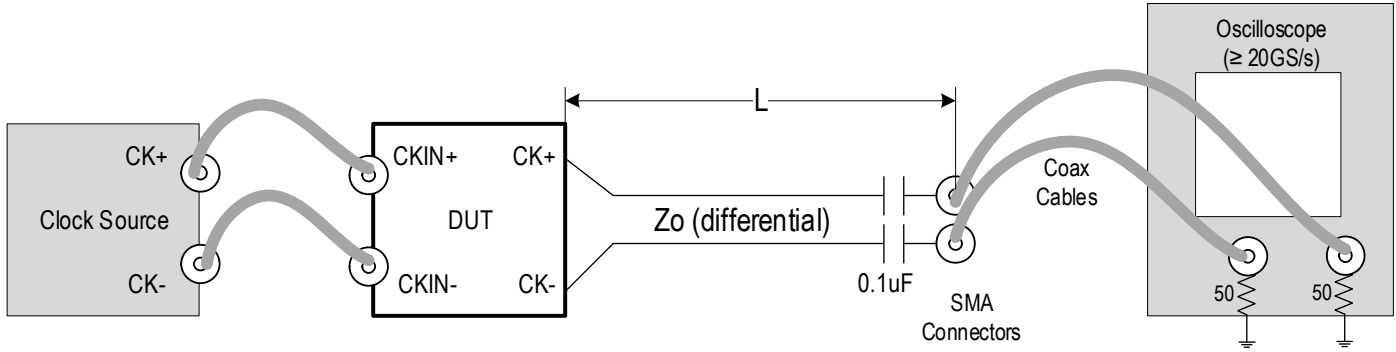 Oscilloscope
(≥ 20GS/s)
L
CK+
CKIN+
CK+
Coax
Cables
Clock Source
DUT
Zo (differential)
CK-
CKIN-
CK-
0.1uF
50
50
SMA
Connectors